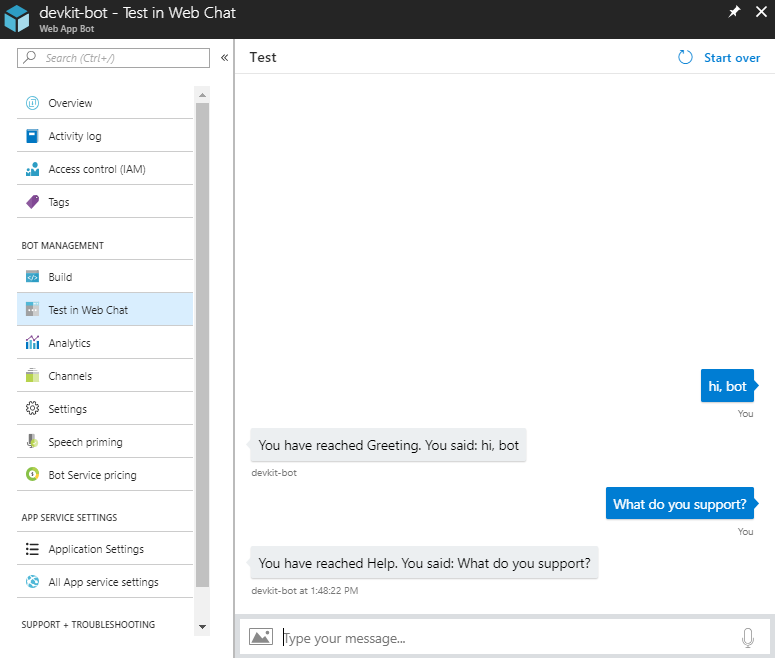 devkit-bot - Test in Web Chat
Web App Bot
Search (Ctrl+/)
«
Overview
Activity log
Access control (IAM)
Tags
BOT MANAGEMENT
Build
Test in Web Chat
Analytics
Channels
Settings
Speech priming
Bot Service pricing
APP SERVICE SETTINGS
Application Settings
All App service settings
SUPPORT + TROUBLESHOOTING
Test
Start over
hi, bot
You
You have reached Greeting. You said: hi, bot
devkit-bot
What do you support?
You
You have reached Help. You said: What do you support?
devkit-bot at 1:48:22 PM
Type your message...